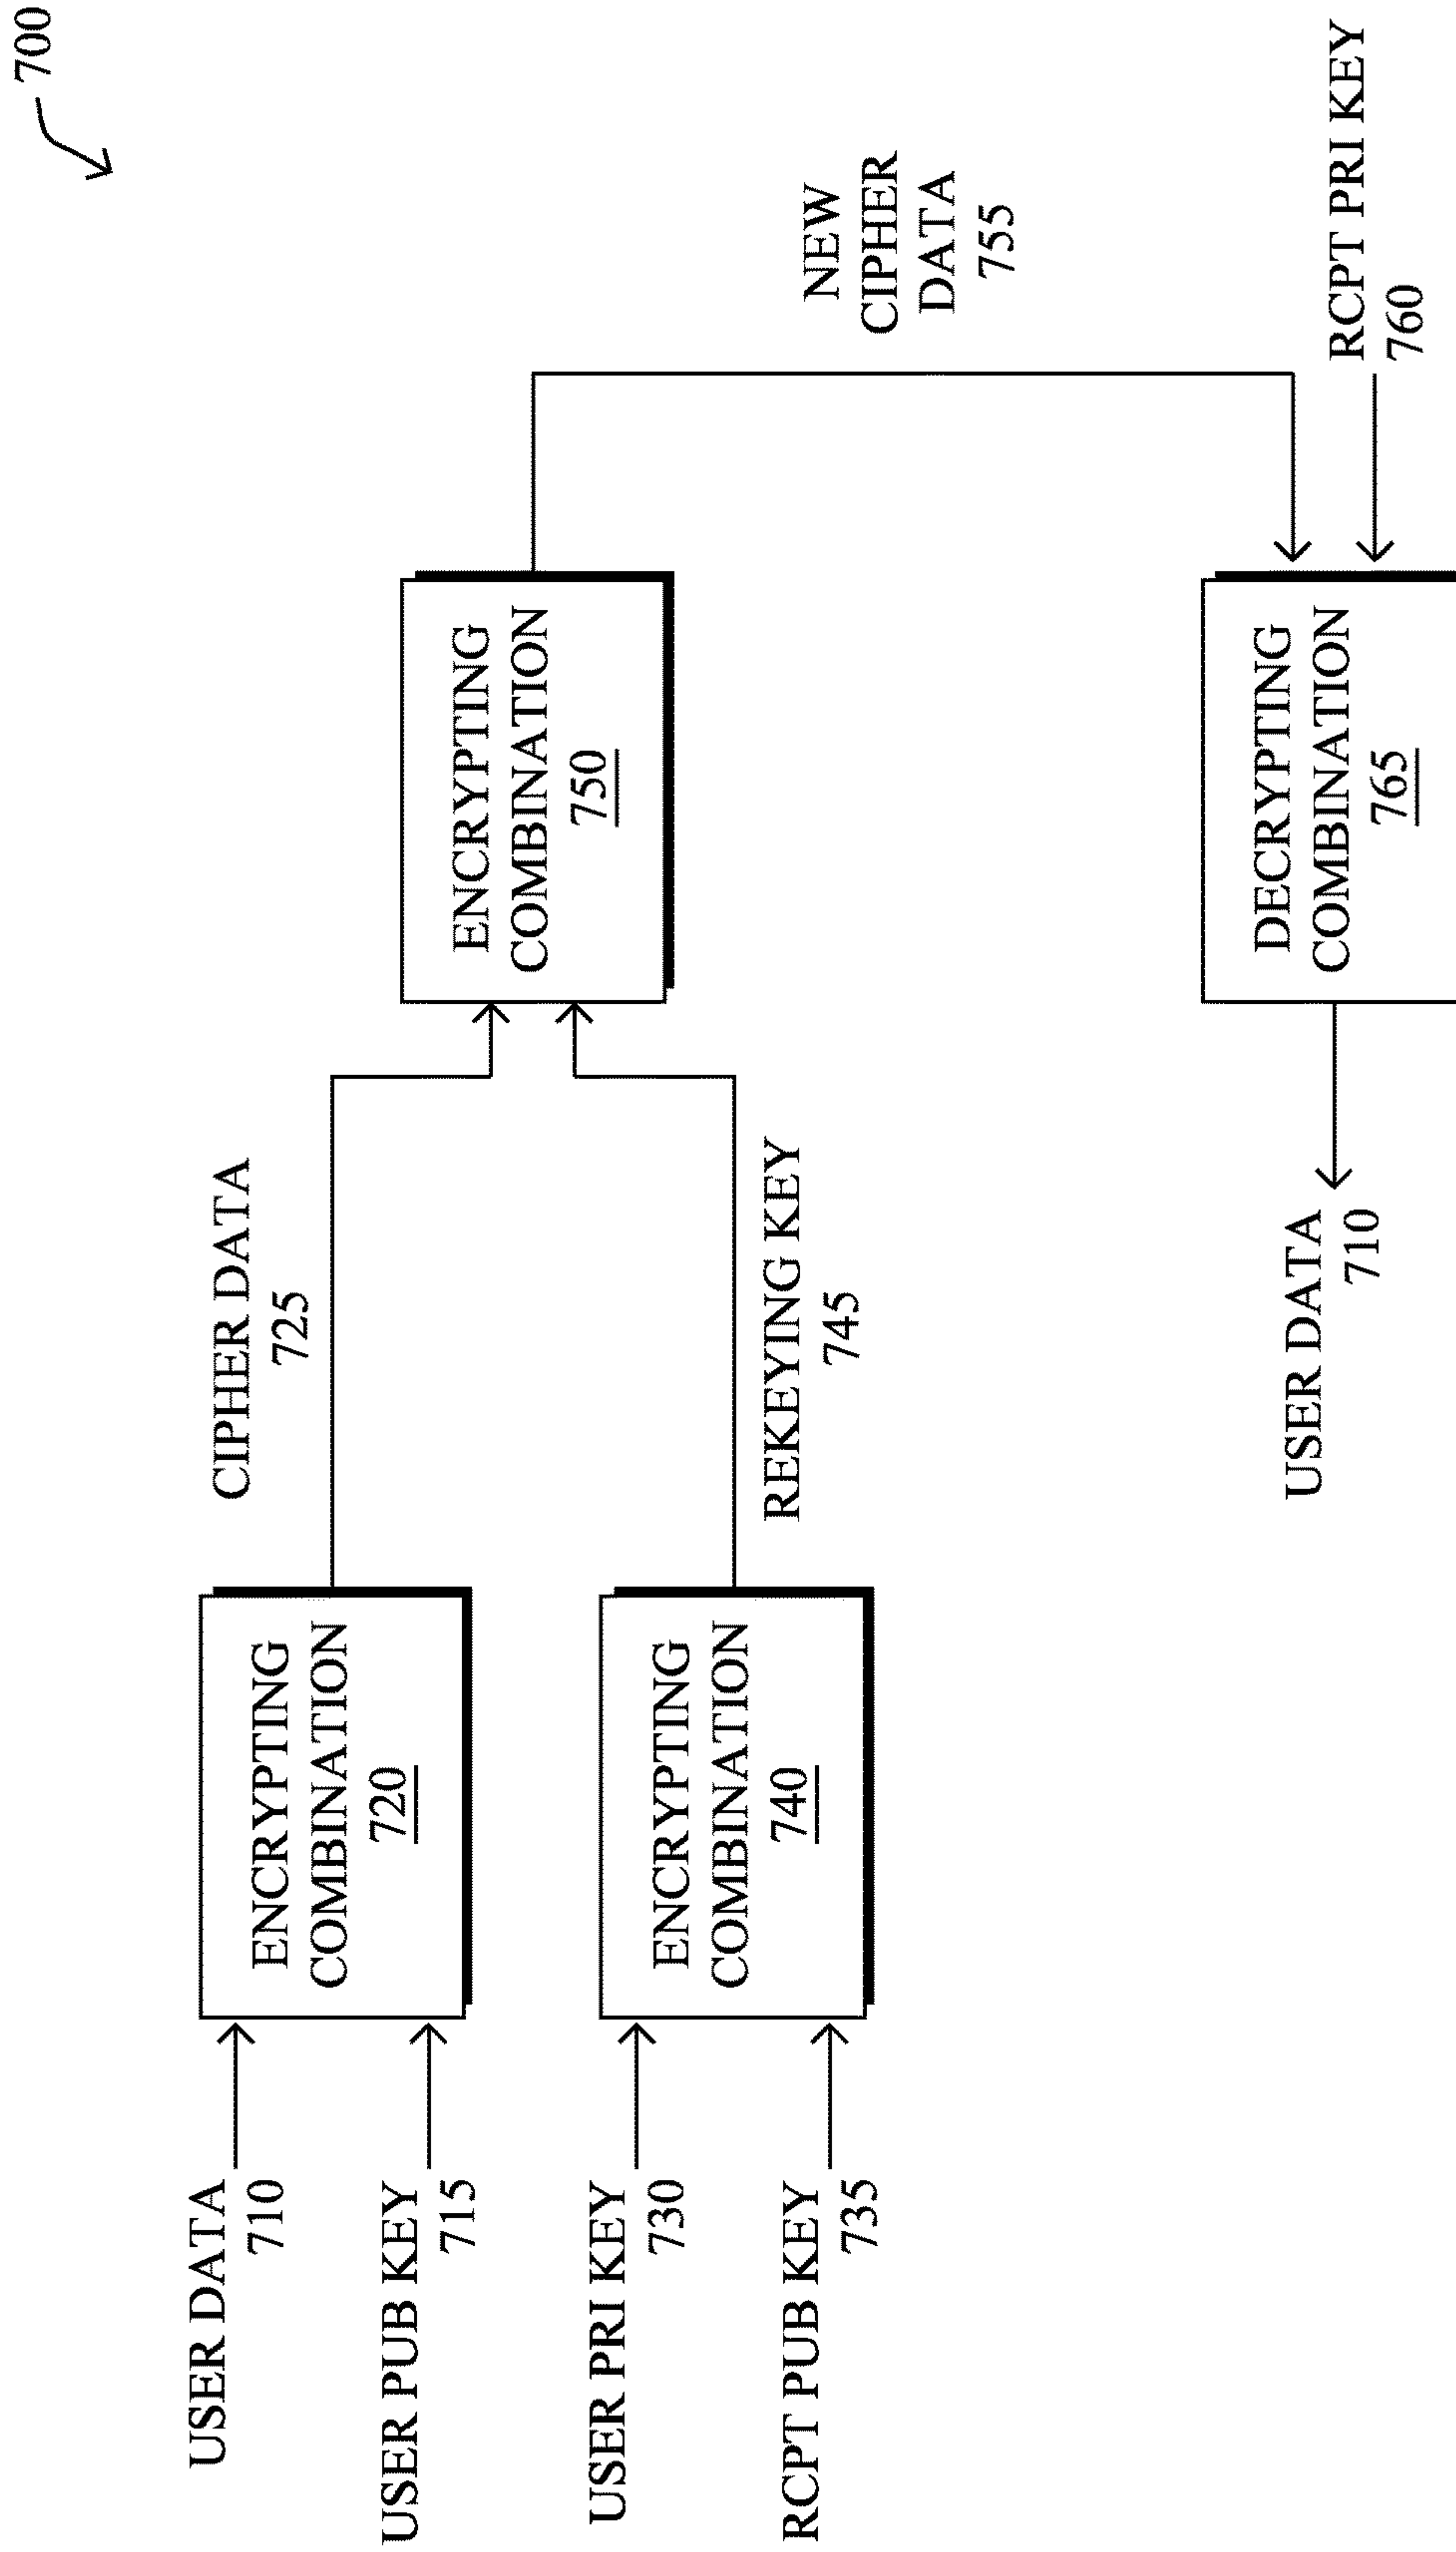 700
USER DATA
710
USER PUB KEY
715
ENCRYPTING
COMBINATION
720
CIPHER DATA
725
USER PRI KEY
730
RCPT PUB KEY
735
ENCRYPTING
COMBINATION
740
REKEYING KEY
745
ENCRYPTING
COMBINATION
750
NEW
CIPHER
DATA
755
RCPT PRI KEY
760
DECRYPTING
COMBINATION
765
USER DATA
710